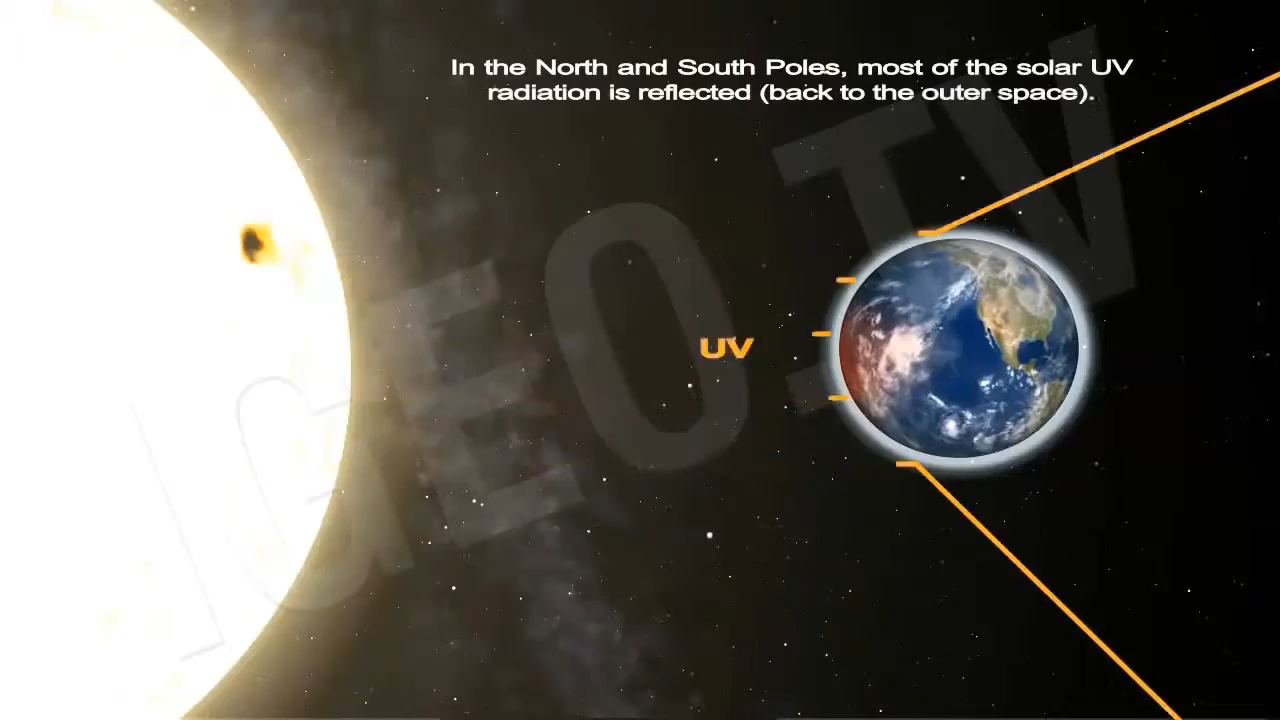 In the North and South Poles, most of the solar UV
radiation is reflected (back to the outer space).
UV
IGEO.TV